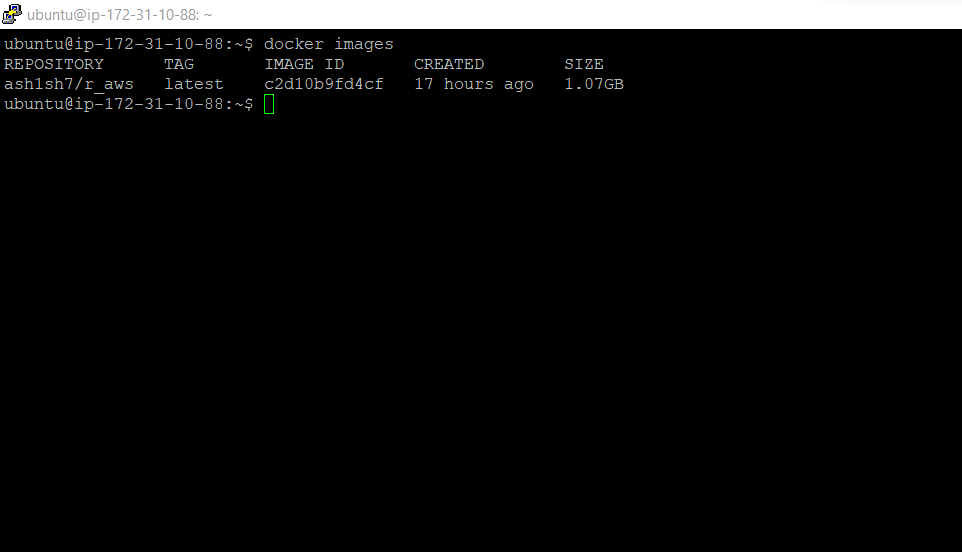 ubuntu@ip-172-31-10-88: ~
ubuntu@ip-172-31-10-88:~$ docker images
REPOSITORY TAG IMAGE ID CREATED SIZE
ash1sh7/r_aws latest c2d10b9fd4cf 17 hours ago 1.07GB
ubuntu@ip-172-31-10-88:~$